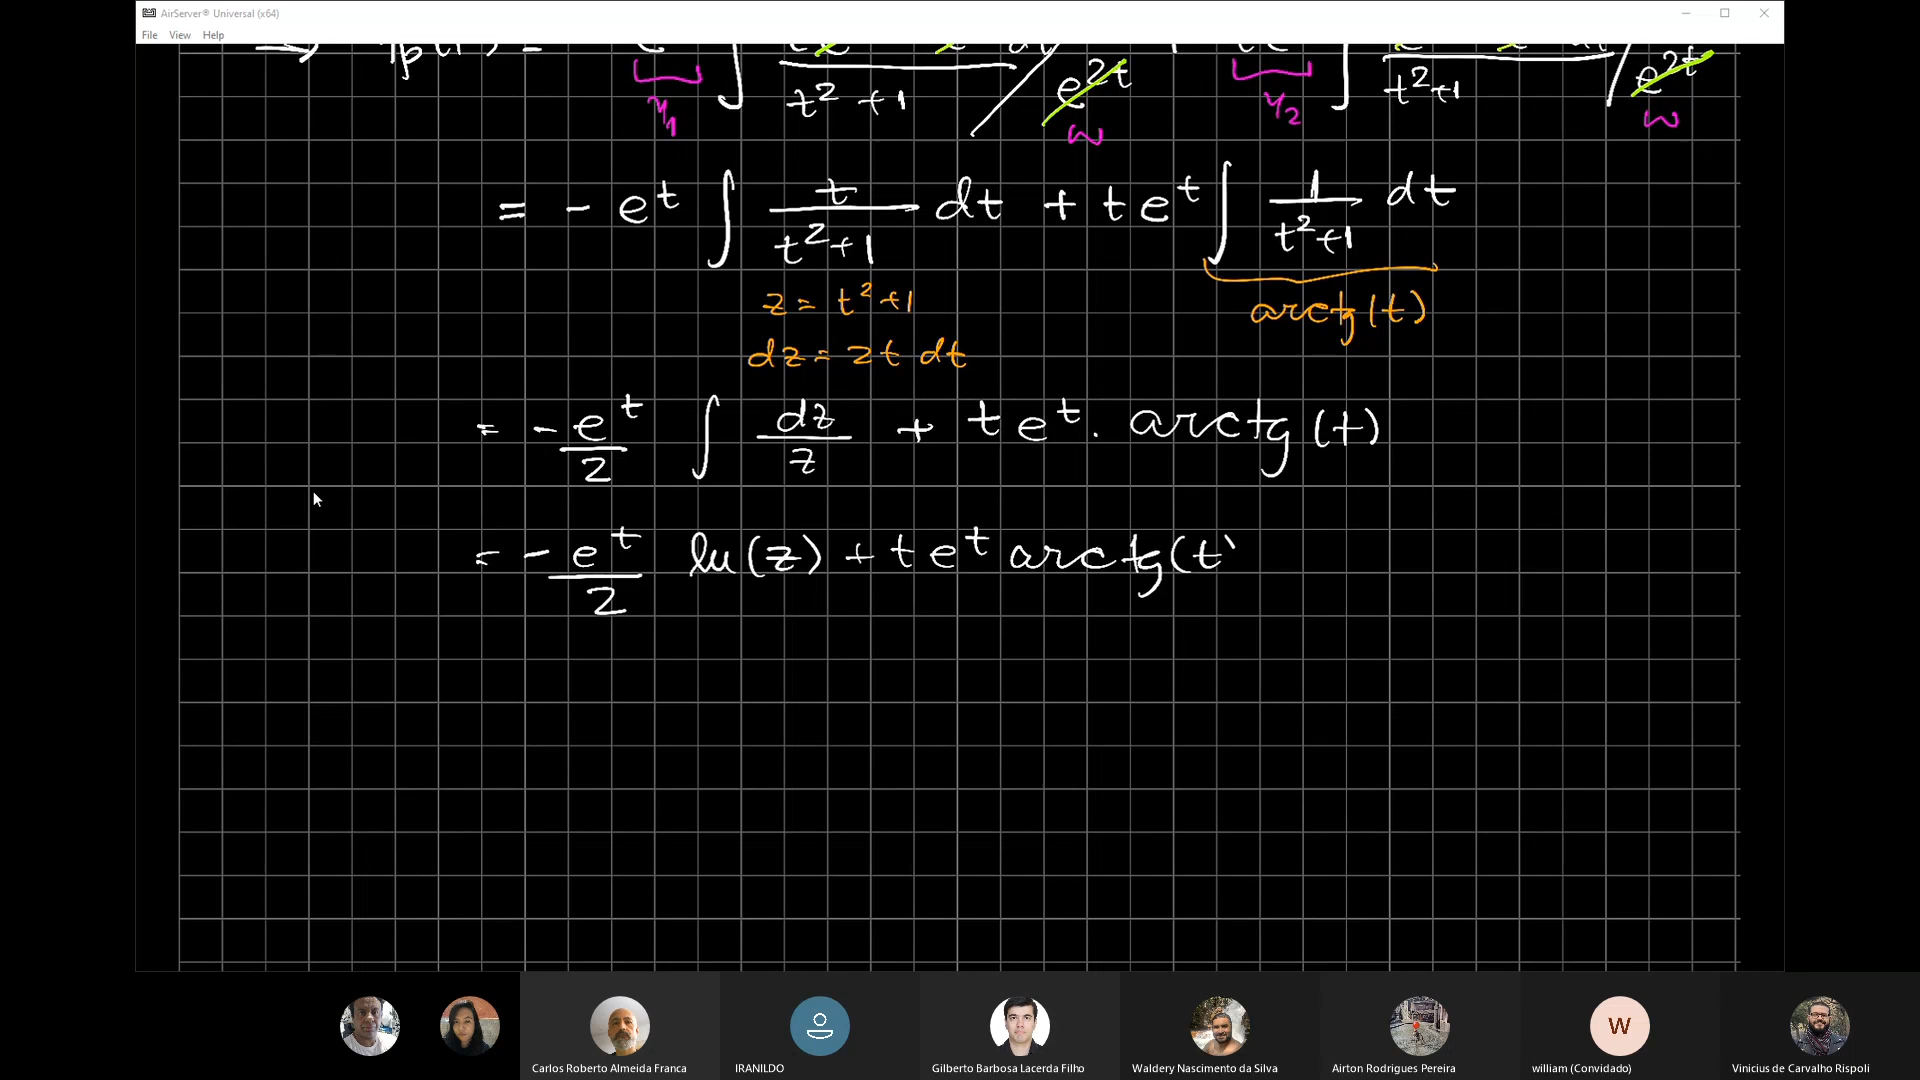 AirServer® Universal (x64)
File View Help
t² + 1 e^{2t} t²+1 e^{2t}
y₁ w y₂ w
= - e^t ∫ t/(t²+1) dt + t e^t ∫ 1/(t²+1) dt
z = t²+1 arctg(t)
dz = 2t dt
= - e^t/2 ∫ dz/z + t e^t . arctg(t)
= - e^t/2 ln(z) + t e^t arctg(t
W
Carlos Roberto Almeida Franca IRANILDO Gilberto Barbosa Lacerda Filho Waldery Nascimento da Silva Airton Rodrigues Pereira william (Convidado) Vinicius de Carvalho Rispoli